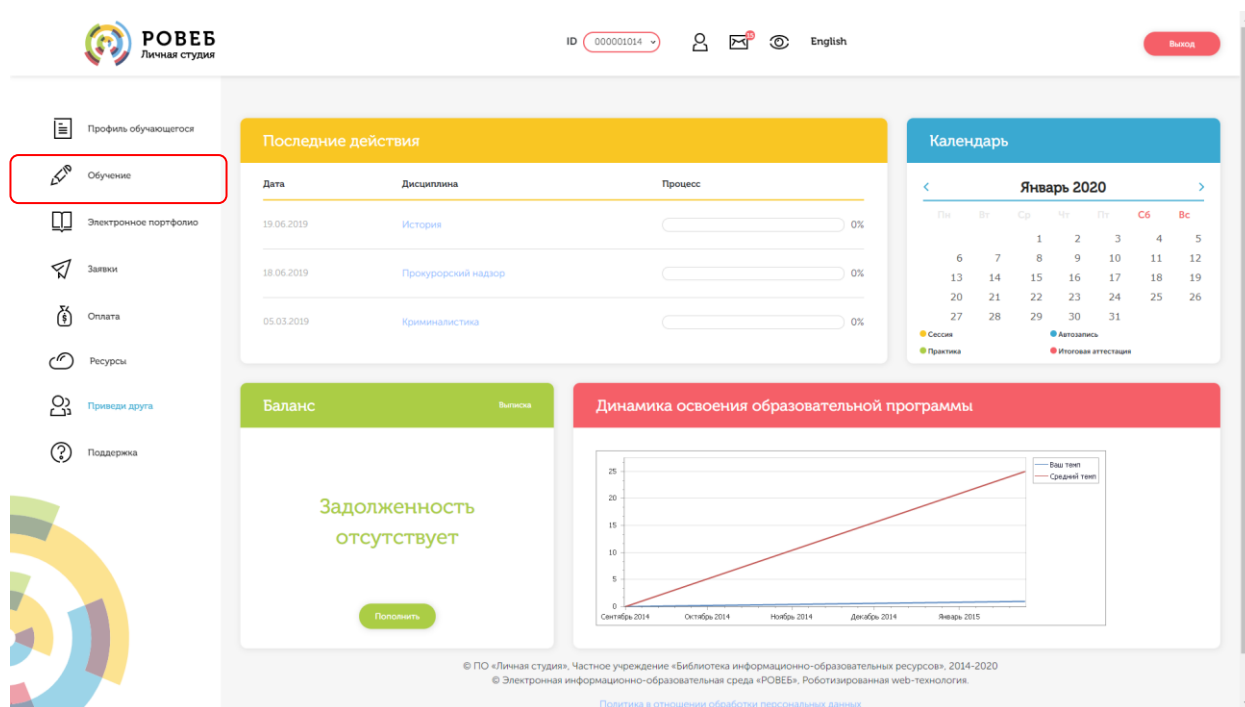 РОВЕБ
Личная студия
ID 000001014 15 English Выход
Профиль обучающегося
Обучение
Электронное портфолио
Заявки
Оплата
Ресурсы
Приведи друга
Поддержка
Последние действия
Дата Дисциплина Процесс
19.06.2019 История 0%
18.06.2019 Прокурорский надзор 0%
05.03.2019 Криминалистика 0%
Календарь
Январь 2020
Пн Вт Ср Чт Пт Сб Вс
1 2 3 4 5
6 7 8 9 10 11 12
13 14 15 16 17 18 19
20 21 22 23 24 25 26
27 28 29 30 31
Сессия Автозапись
Практика Итоговая аттестация
Баланс Выписка
Задолженность
отсутствует
Пополнить
Динамика освоения образовательной программы
25
20
15
10
5
0
Сентябрь 2014 Октябрь 2014 Ноябрь 2014 Декабрь 2014 Январь 2015
Ваш темп
Средний темп
© ПО «Личная студия», Частное учреждение «Библиотека информационно-образовательных ресурсов», 2014-2020
© Электронная информационно-образовательная среда «РОВЕБ», Роботизированная web-технология.
Политика в отношении обработки персональных данных